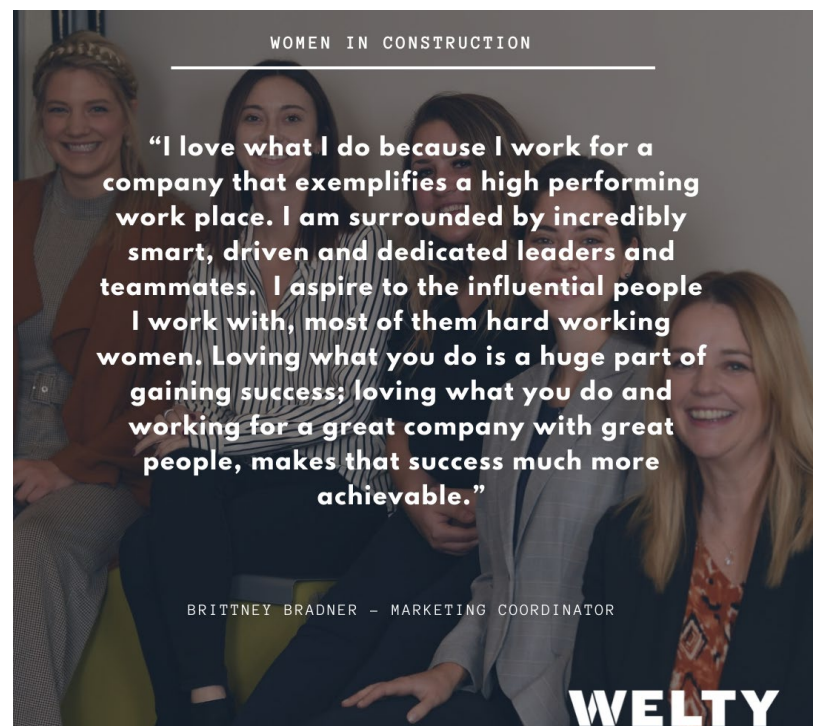 WOMEN IN CONSTRUCTION
“I love what I do because I work for a
company that exemplifies a high performing
work place. I am surrounded by incredibly
smart, driven and dedicated leaders and
teammates.  I aspire to the influential people
I work with, most of them hard working
women. Loving what you do is a huge part of
gaining success; loving what you do and
working for a great company with great
people, makes that success much more
achievable.”
BRITTNEY BRADNER – MARKETING COORDINATOR
WELTY